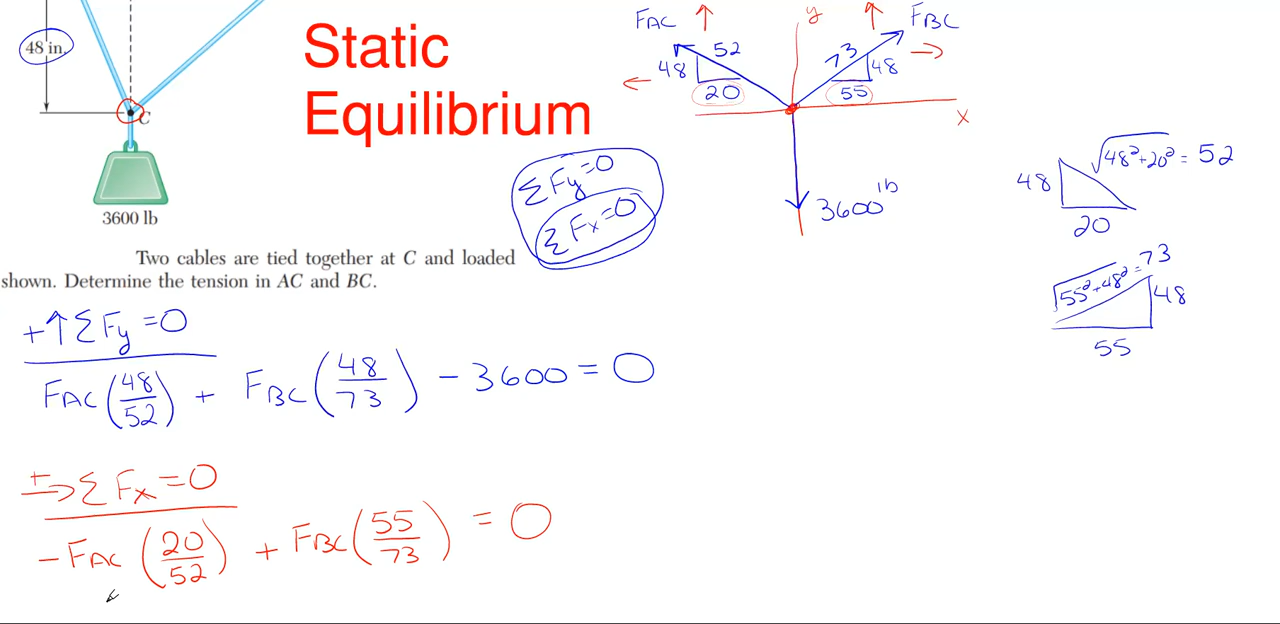 48 in.
C
3600 lb
Static
Equilibrium
ΣFy=0
ΣFx=0
FAC
52
48
20
y
FBC
73
48
55
x
3600 lb
48
√48²+20² = 52
20
√55²+48² = 73
48
55
Two cables are tied together at C and loaded
shown. Determine the tension in AC and BC.
+↑ΣFy=0
FAC(48/52) + FBC(48/73) - 3600 = 0
+→ΣFx=0
-FAC(20/52) + FBC(55/73) = 0